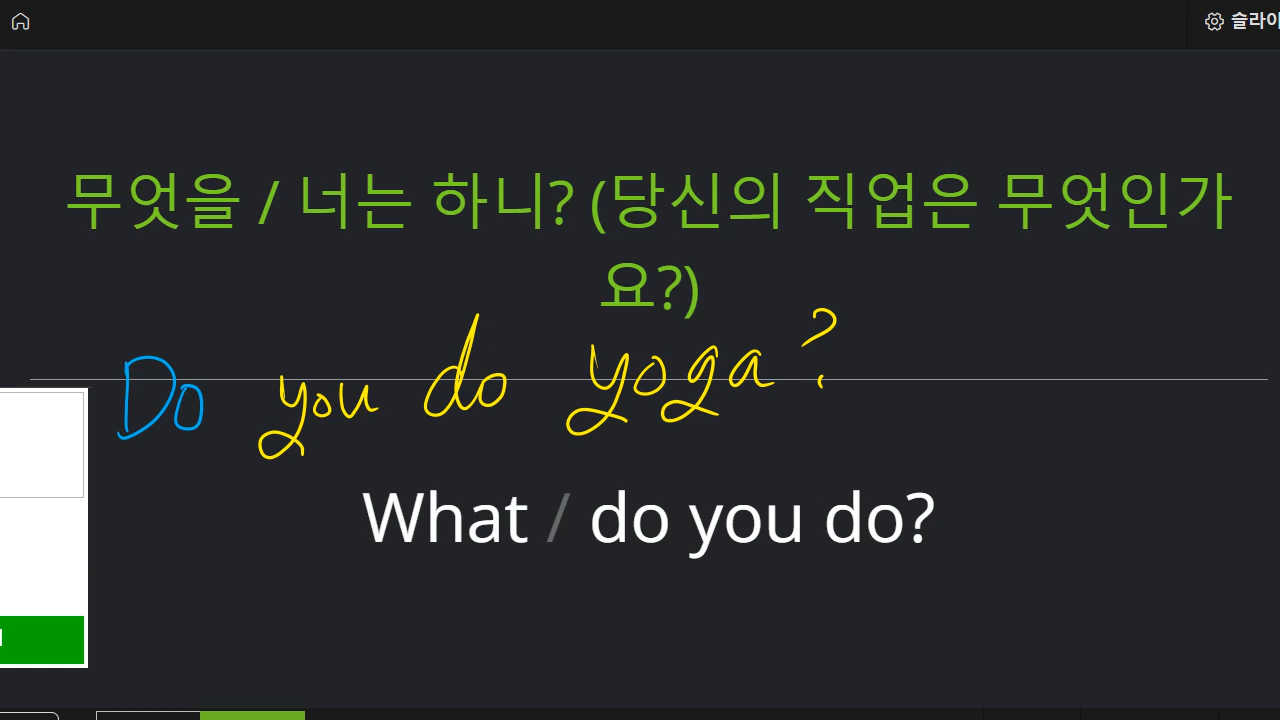 슬라이
무엇을 / 너는 하니? (당신의 직업은 무엇인가
요?)
Do you do yoga?
What / do you do?